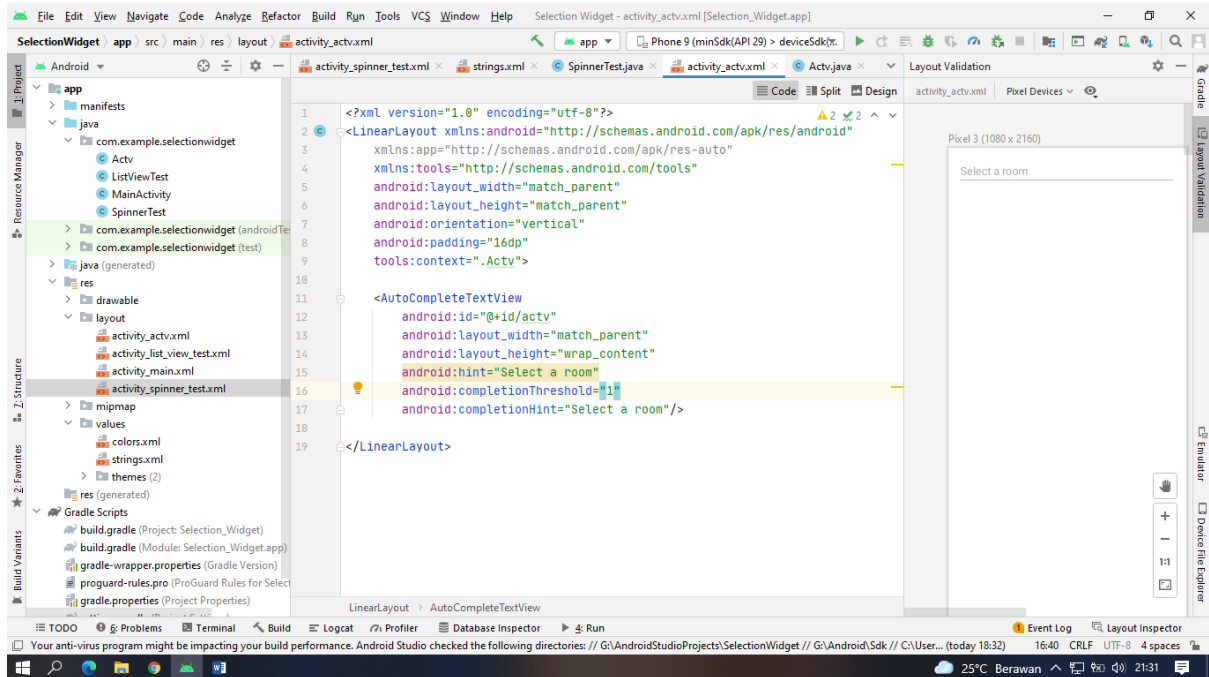 File Edit View Navigate Code Analyze Refactor Build Run Tools VCS Window Help Selection Widget - activity_actv.xml [Selection_Widget.app]
SelectionWidget app src main res layout activity_actv.xml app Phone 9 (minSdk(API 29) > deviceSdk(
Android activity_spinner_test.xml strings.xml SpinnerTest.java activity_actv.xml Actv.java Layout Validation
Code Split Design activity_actv.xml Pixel Devices
1: Project
Resource Manager
7: Structure
2: Favorites
Build Variants
app
manifests
java
com.example.selectionwidget
Actv
ListViewTest
MainActivity
SpinnerTest
com.example.selectionwidget (androidTe
com.example.selectionwidget (test)
java (generated)
res
drawable
layout
activity_actv.xml
activity_list_view_test.xml
activity_main.xml
activity_spinner_test.xml
mipmap
values
colors.xml
strings.xml
themes (2)
res (generated)
Gradle Scripts
build.gradle (Project: Selection_Widget)
build.gradle (Module: Selection_Widget.app)
gradle-wrapper.properties (Gradle Version)
proguard-rules.pro (ProGuard Rules for Select
gradle.properties (Project Properties)
1 <?xml version="1.0" encoding="utf-8"?> 2 2
2 <LinearLayout xmlns:android="http://schemas.android.com/apk/res/android"
3 xmlns:app="http://schemas.android.com/apk/res-auto"
4 xmlns:tools="http://schemas.android.com/tools"
5 android:layout_width="match_parent"
6 android:layout_height="match_parent"
7 android:orientation="vertical"
8 android:padding="16dp"
9 tools:context=".Actv">
10
11 <AutoCompleteTextView
12 android:id="@+id/actv"
13 android:layout_width="match_parent"
14 android:layout_height="wrap_content"
15 android:hint="Select a room"
16 android:completionThreshold="1"
17 android:completionHint="Select a room"/>
18
19 </LinearLayout>
LinearLayout AutoCompleteTextView
Pixel 3 (1080 x 2160)
Select a room
1:1
Gradle
Layout Validation
Emulator
Device File Explorer
TODO 6: Problems Terminal Build Logcat Profiler Database Inspector 4: Run 1 Event Log Layout Inspector
Your anti-virus program might be impacting your build performance. Android Studio checked the following directories: // G:\AndroidStudioProjects\SelectionWidget // G:\Android\Sdk // C:\User... (today 18:32) 16:40 CRLF UTF-8 4 spaces
25°C Berawan 21:31